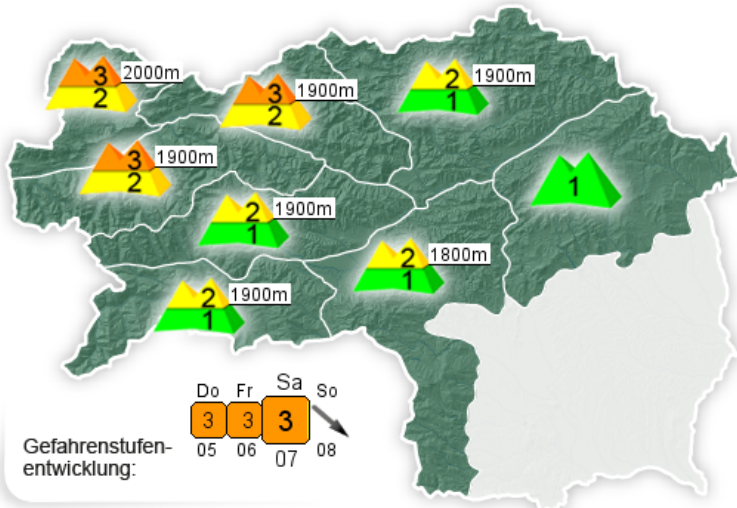 3 2000m
2
3 1900m
2
2 1900m
1
3 1900m
2
1
2 1900m
1
2 1800m
1
2 1900m
1
Do Fr Sa So
3 3 3
05 06 07 08
Gefahrenstufen-
entwicklung: